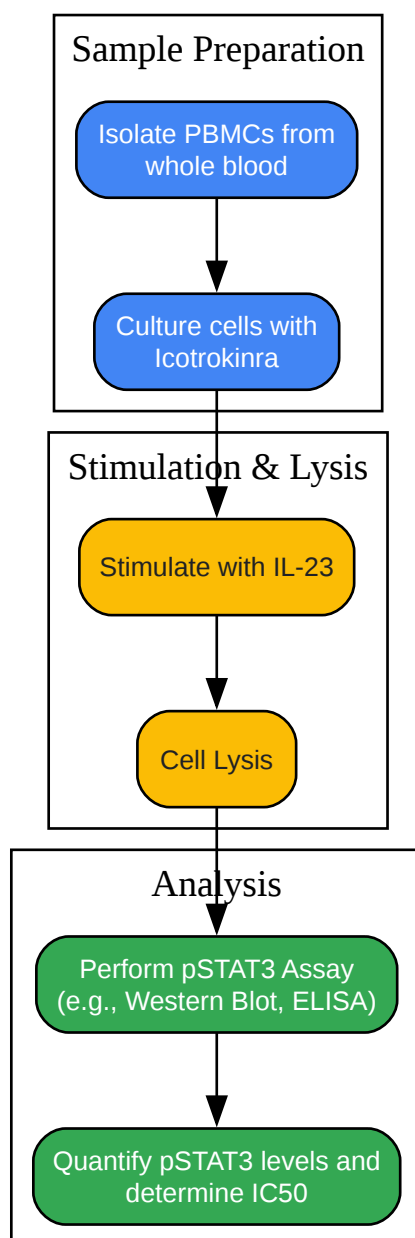 Sample Preparation
Isolate PBMCs from
whole blood
Culture cells with
Icotrokinra
Stimulation & Lysis
Stimulate with IL-23
Cell Lysis
Analysis
Perform pSTAT3 Assay
(e.g., Western Blot, ELISA)
Quantify pSTAT3 levels and
determine IC50